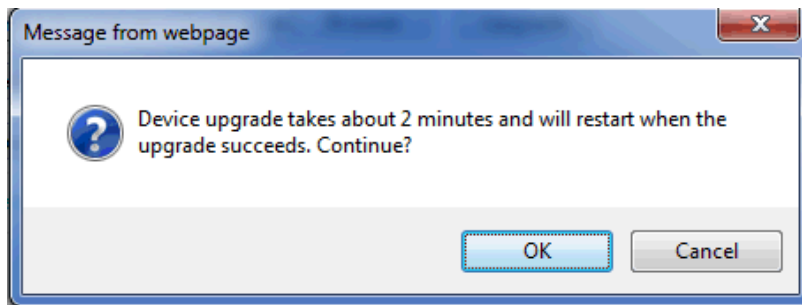 Message from webpage
Device upgrade takes about 2 minutes and will restart when the
upgrade succeeds. Continue?
OK
Cancel